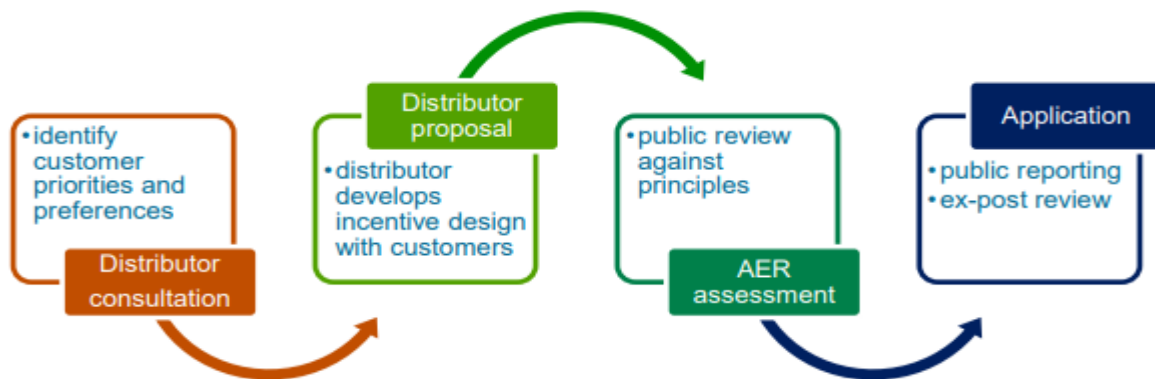 • identify
customer
priorities and
preferences
Distributor
consultation
Distributor
proposal
• distributor
develops
incentive design
with customers
• public review
against
principles
AER
assessment
Application
• public reporting
• ex-post review